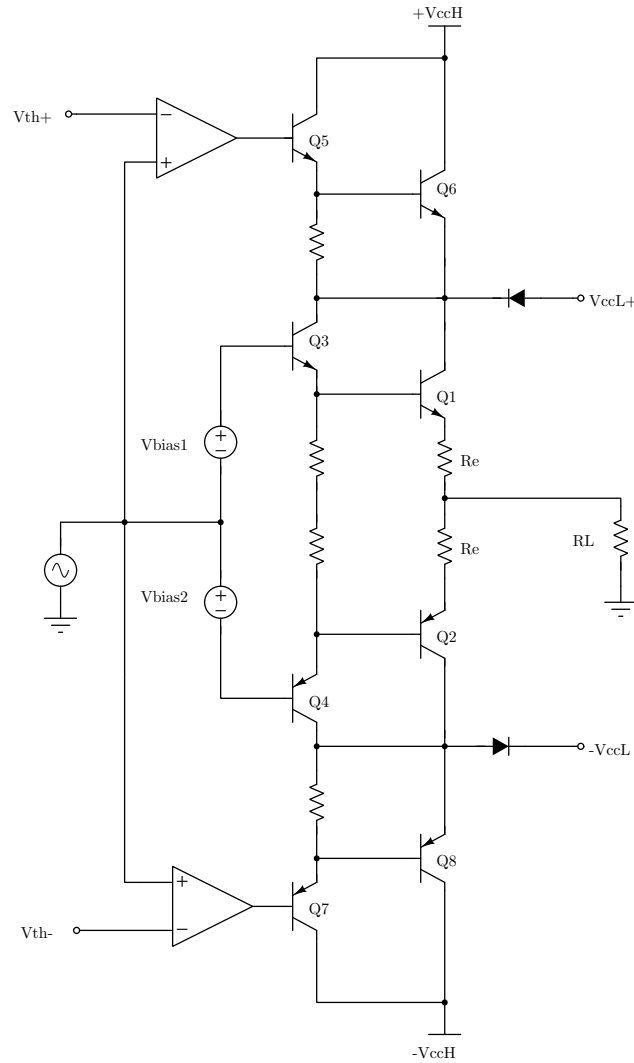 +VccH
Vth+
−
+
Q5
Q6
VccL+
Q3
Q1
Vbias1
+
−
Re
RL
Re
Vbias2
+
−
Q2
Q4
-VccL
Q8
+
−
Q7
Vth-
-VccH